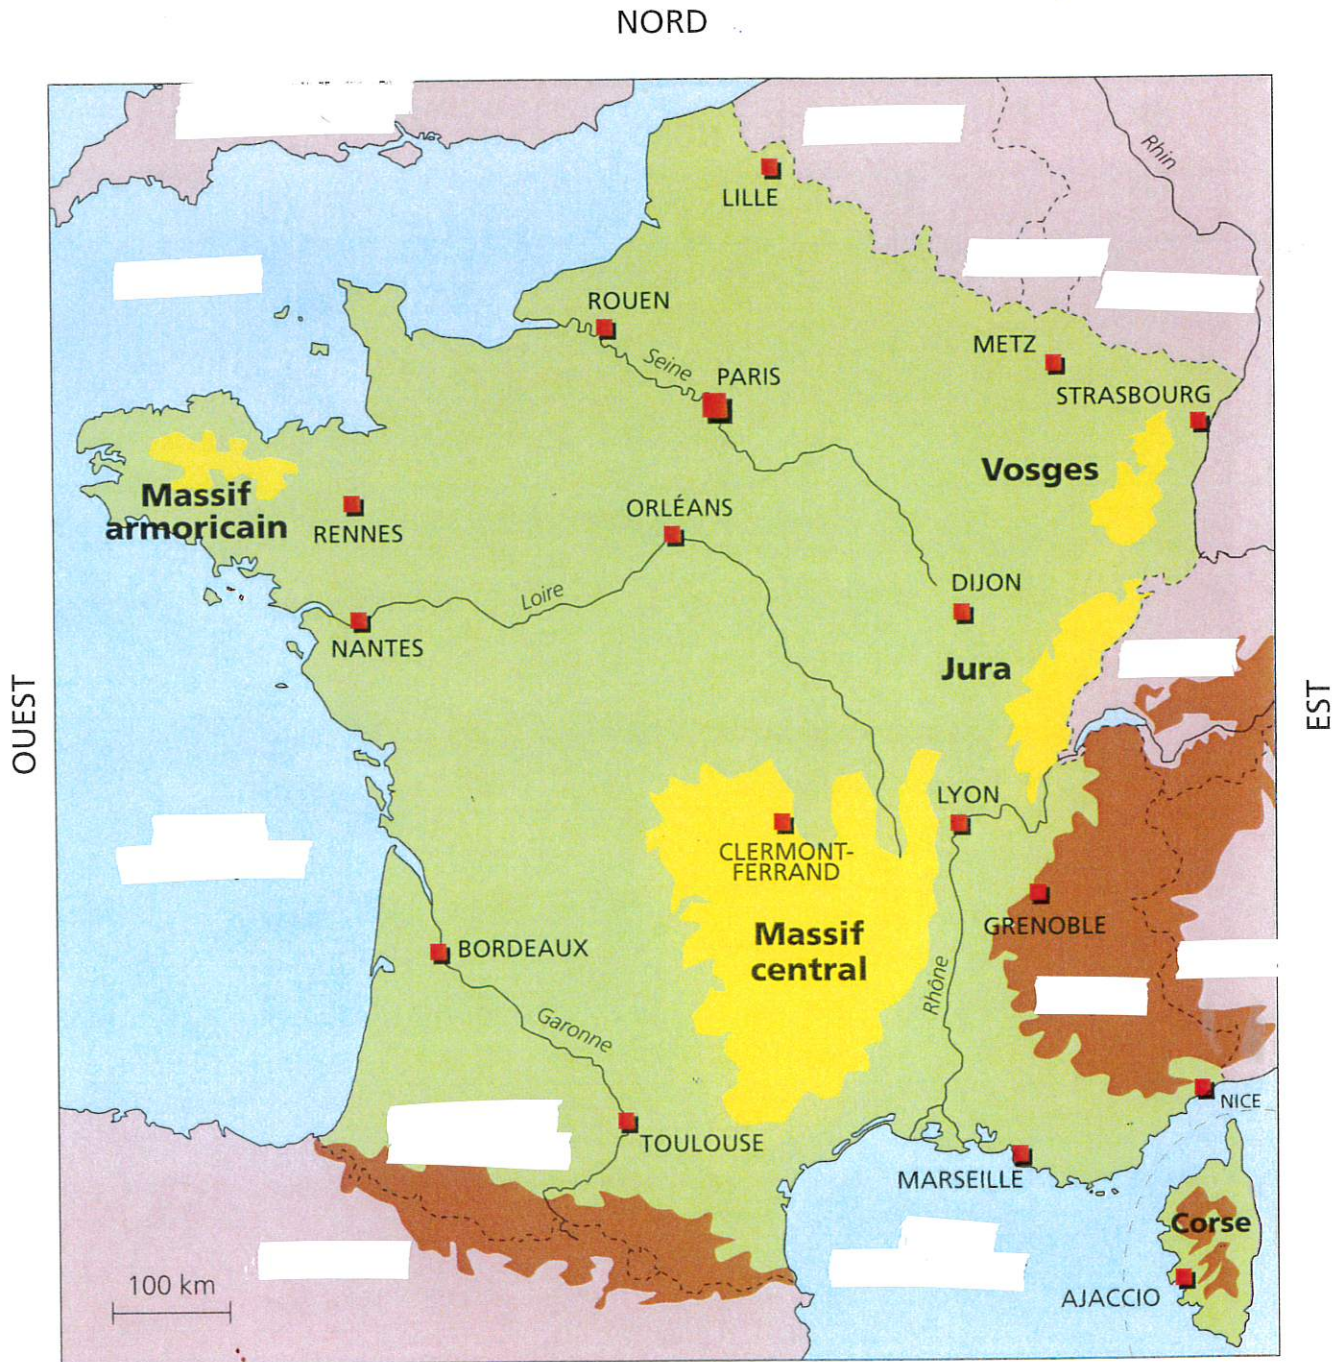 NORD
Rhin
LILLE
ROUEN
METZ
Seine
PARIS
STRASBOURG
Vosges
Massif
armoricain
ORLÉANS
RENNES
DIJON
Loire
NANTES
Jura
OUEST
EST
LYON
CLERMONT-
FERRAND
GRENOBLE
Massif
central
BORDEAUX
Rhône
Garonne
NICE
TOULOUSE
MARSEILLE
Corse
100 km
AJACCIO